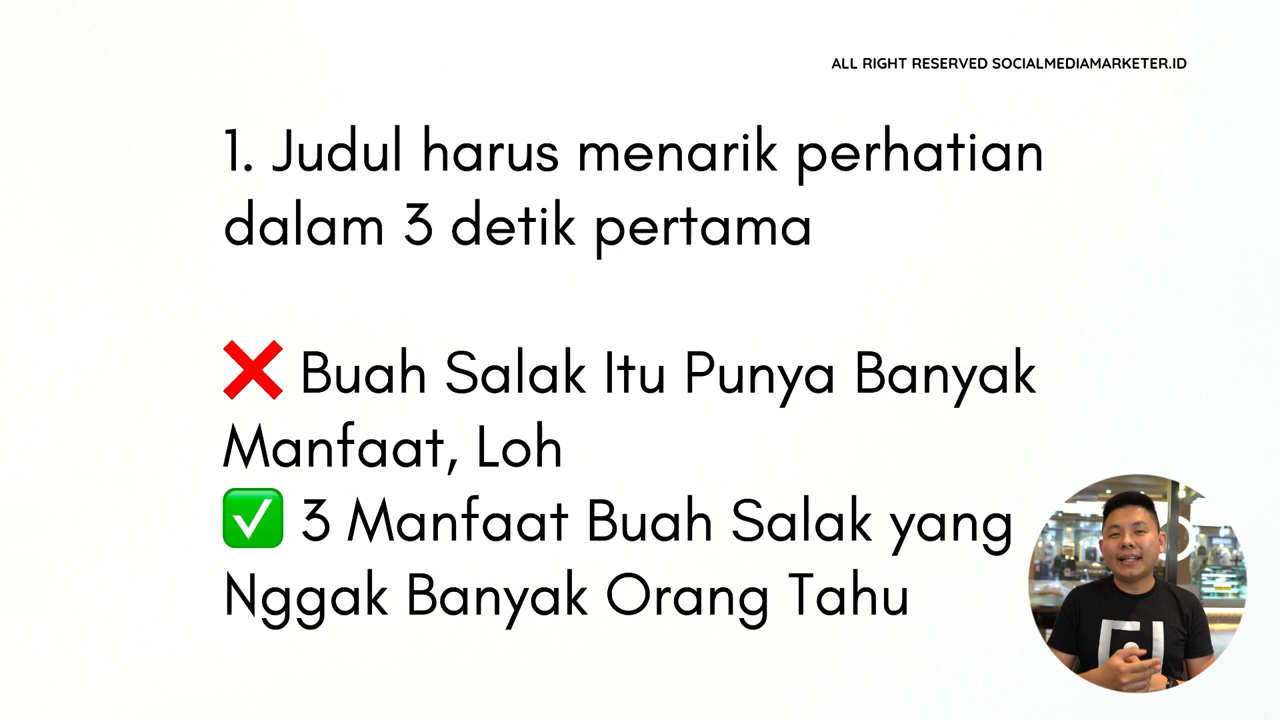 ALL RIGHT RESERVED SOCIALMEDIAMARKETER.ID
1. Judul harus menarik perhatian
dalam 3 detik pertama
❌ Buah Salak Itu Punya Banyak
Manfaat, Loh
✅ 3 Manfaat Buah Salak yang
Nggak Banyak Orang Tahu